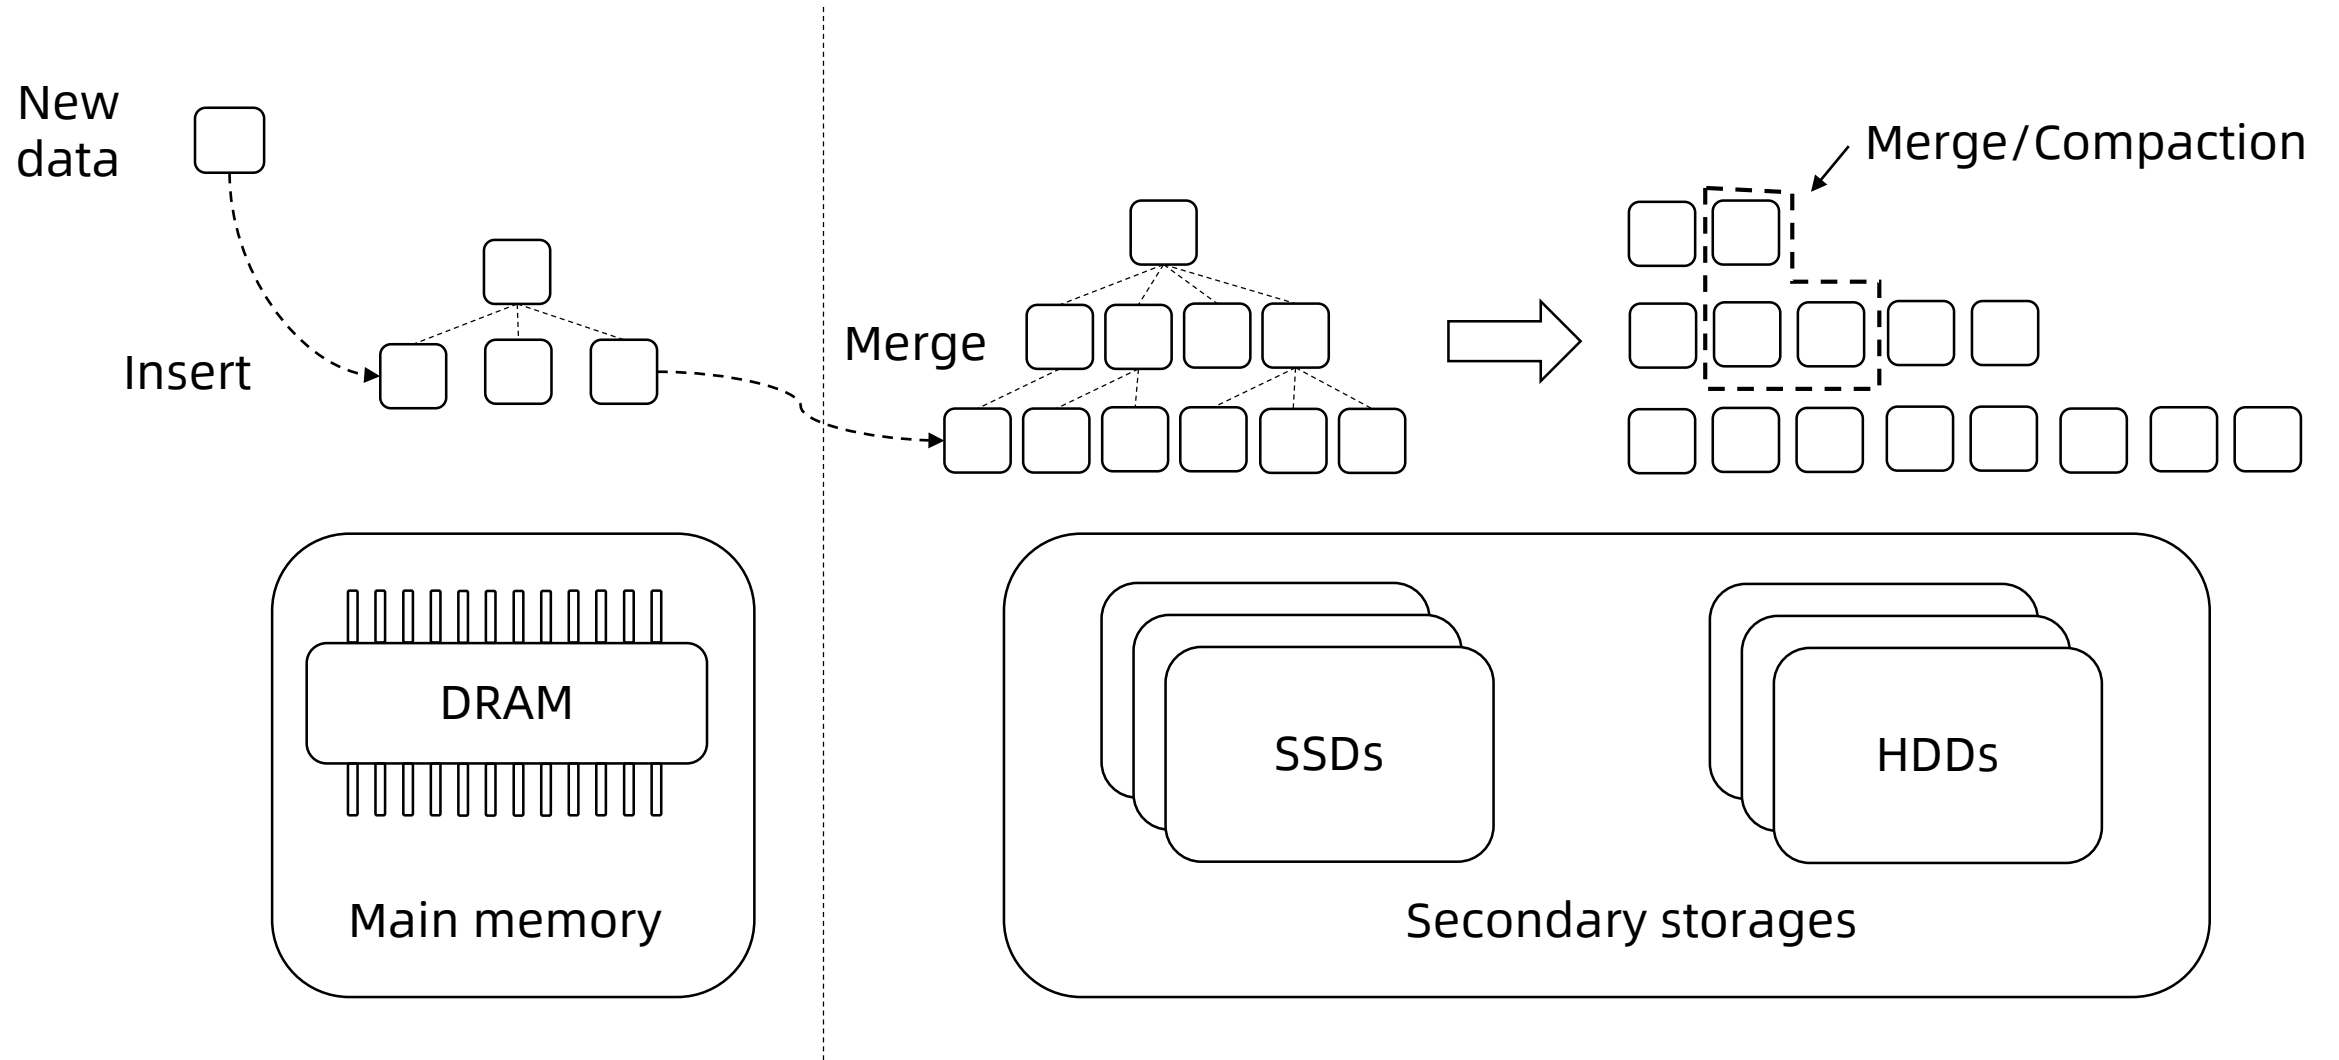 New
data
Merge/Compaction
Merge
Insert
DRAM
SSDs
HDDs
Main memory
Secondary storages